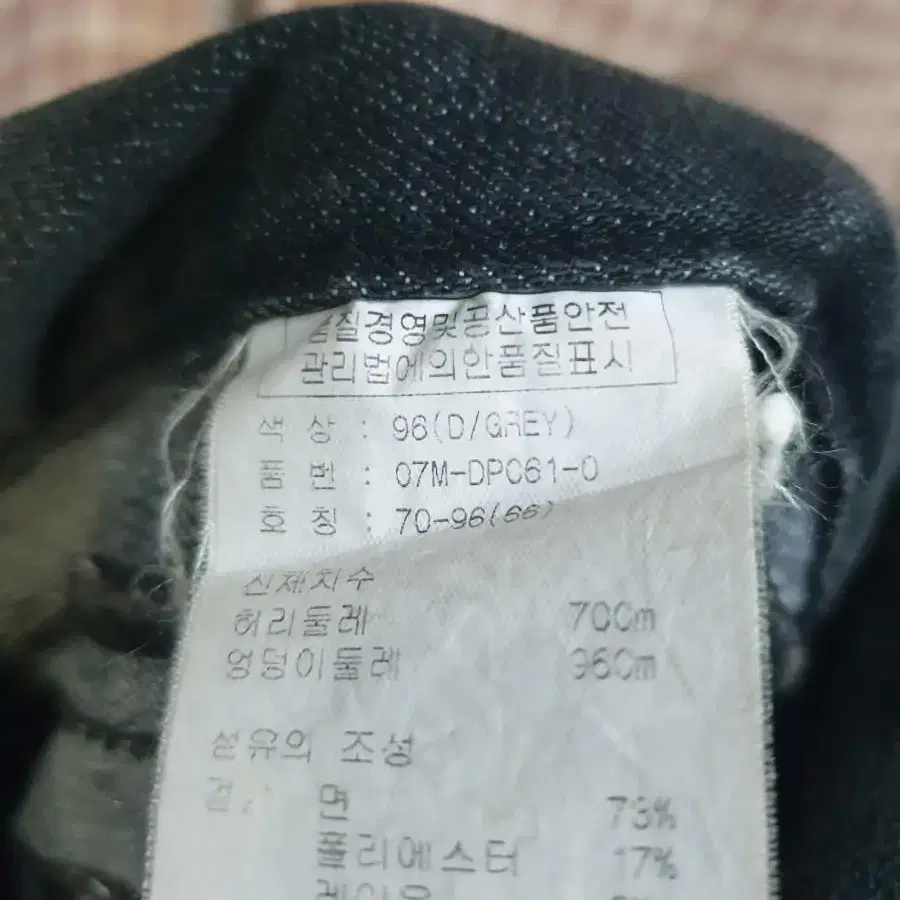 품질경영및공산품안전
관리법에의한품질표시
색 상 : 96(D/GREY)
품 번 : 07M-DPC61-0
호 칭 : 70-96(66)
신체치수
허리둘레 70Cm
엉덩이둘레 96Cm
섬유의 조성
면 73%
폴리에스터 17%